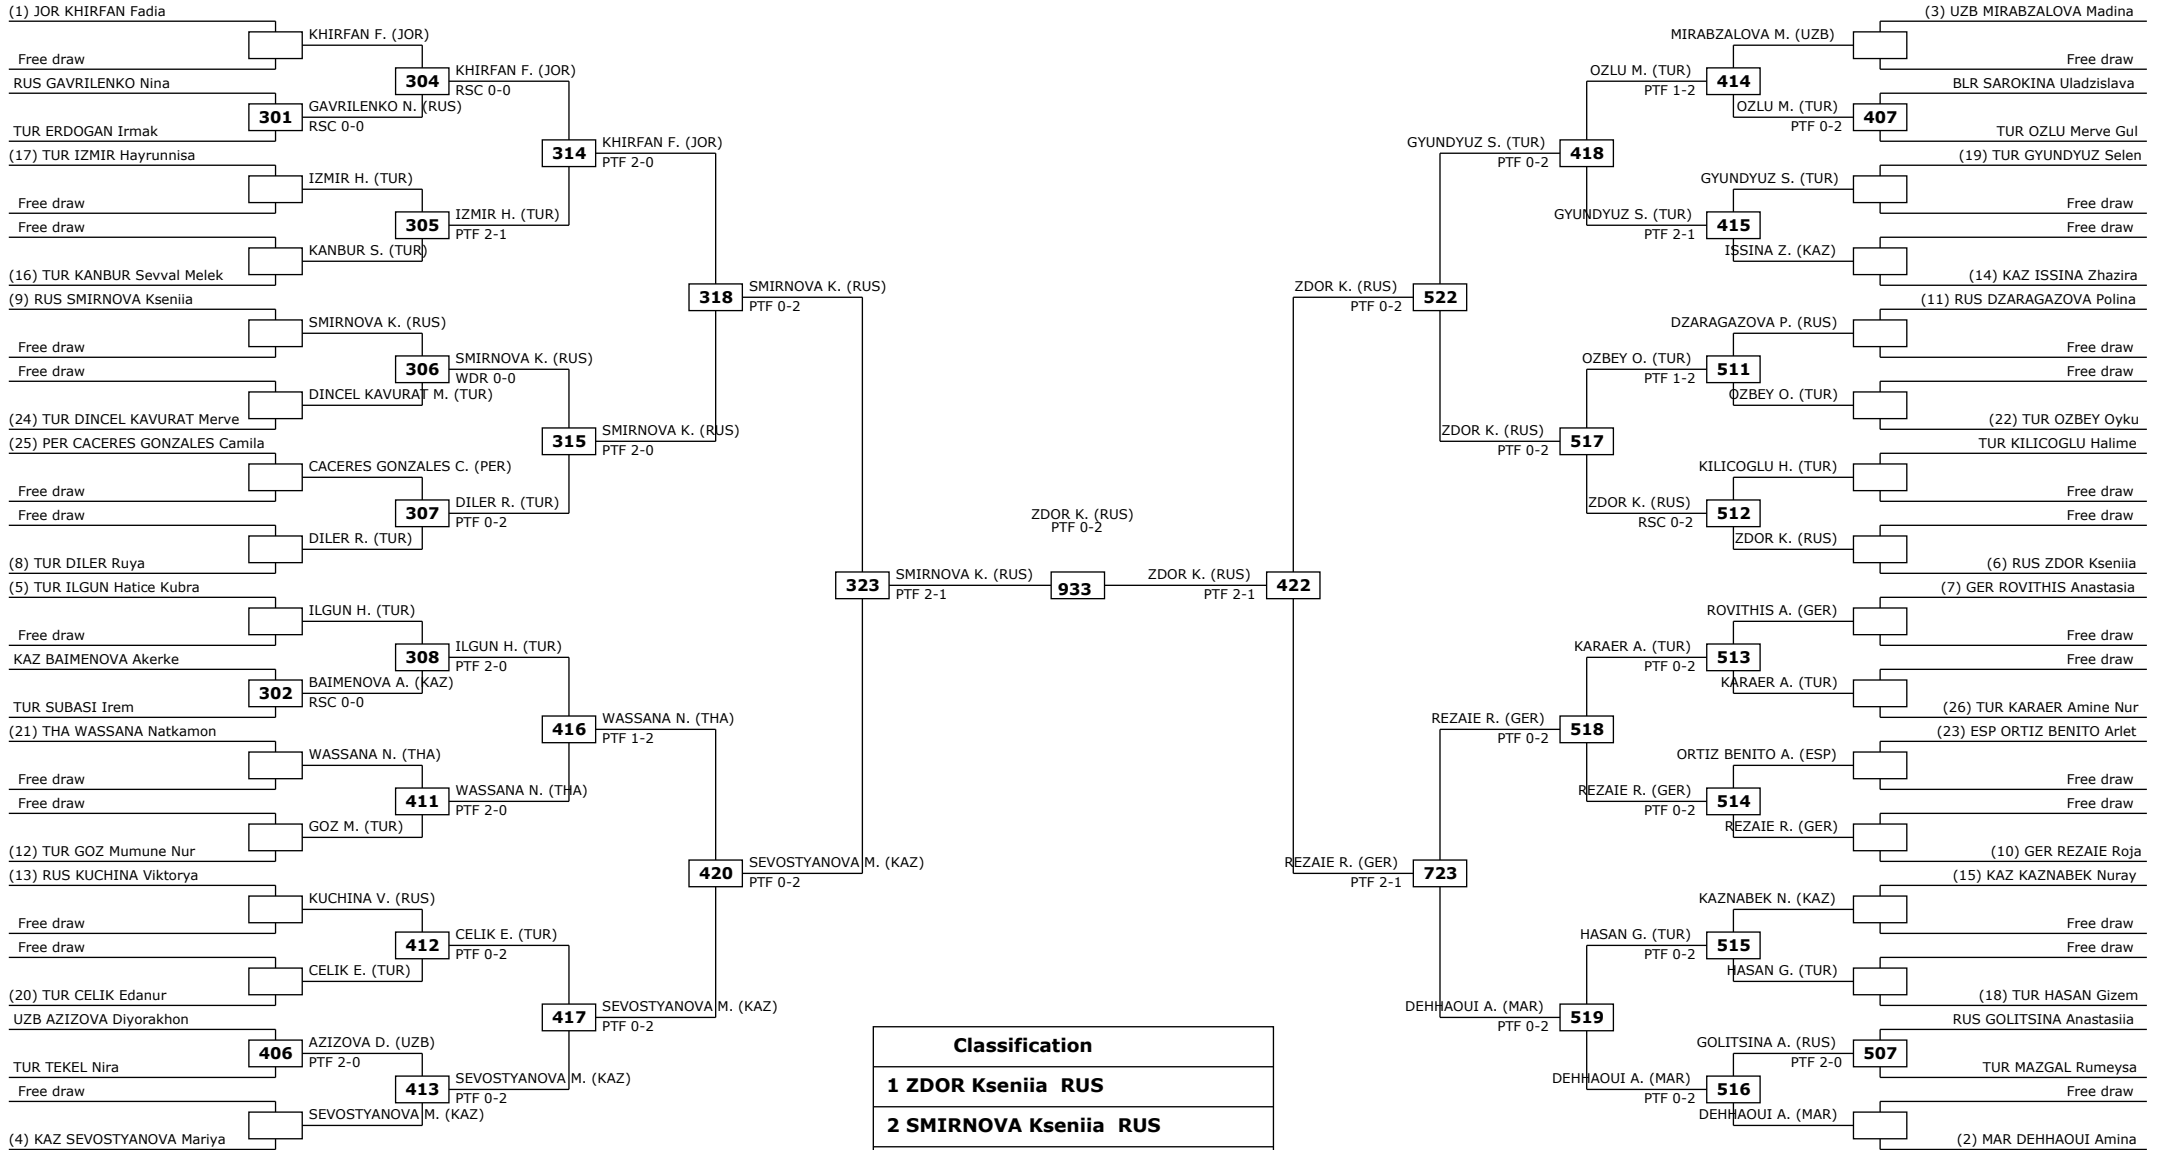 (1) JOR KHIRFAN Fadia
Free draw
RUS GAVRILENKO Nina
TUR ERDOGAN Irmak
(17) TUR IZMIR Hayrunnisa
Free draw
Free draw
(16) TUR KANBUR Sevval Melek
(9) RUS SMIRNOVA Kseniia
Free draw
Free draw
(24) TUR DINCEL KAVURAT Merve
(25) PER CACERES GONZALES Camila
Free draw
Free draw
(8) TUR DILER Ruya
(5) TUR ILGUN Hatice Kubra
Free draw
KAZ BAIMENOVA Akerke
TUR SUBASI Irem
(21) THA WASSANA Natkamon
Free draw
Free draw
(12) TUR GOZ Mumune Nur
(13) RUS KUCHINA Viktorya
Free draw
Free draw
(20) TUR CELIK Edanur
UZB AZIZOVA Diyorakhon
TUR TEKEL Nira
Free draw
(4) KAZ SEVOSTYANOVA Mariya
KHIRFAN F. (JOR)
301
GAVRILENKO N. (RUS)
RSC 0-0
IZMIR H. (TUR)
KANBUR S. (TUR)
SMIRNOVA K. (RUS)
DINCEL KAVURAT M. (TUR)
CACERES GONZALES C. (PER)
DILER R. (TUR)
ILGUN H. (TUR)
302
BAIMENOVA A. (KAZ)
RSC 0-0
WASSANA N. (THA)
GOZ M. (TUR)
KUCHINA V. (RUS)
CELIK E. (TUR)
406
AZIZOVA D. (UZB)
PTF 2-0
SEVOSTYANOVA M. (KAZ)
304
KHIRFAN F. (JOR)
RSC 0-0
305
IZMIR H. (TUR)
PTF 2-1
306
SMIRNOVA K. (RUS)
WDR 0-0
307
DILER R. (TUR)
PTF 0-2
308
ILGUN H. (TUR)
PTF 2-0
411
WASSANA N. (THA)
PTF 2-0
412
CELIK E. (TUR)
PTF 0-2
413
SEVOSTYANOVA M. (KAZ)
PTF 0-2
314
KHIRFAN F. (JOR)
PTF 2-0
315
SMIRNOVA K. (RUS)
PTF 2-0
416
WASSANA N. (THA)
PTF 1-2
417
SEVOSTYANOVA M. (KAZ)
PTF 0-2
318
SMIRNOVA K. (RUS)
PTF 0-2
420
SEVOSTYANOVA M. (KAZ)
PTF 0-2
323
SMIRNOVA K. (RUS)
PTF 2-1
ZDOR K. (RUS)
PTF 0-2
933
ZDOR K. (RUS)
PTF 2-1
422
ZDOR K. (RUS)
PTF 0-2
522
REZAIE R. (GER)
PTF 2-1
723
GYUNDYUZ S. (TUR)
PTF 0-2
418
ZDOR K. (RUS)
PTF 0-2
517
REZAIE R. (GER)
PTF 0-2
518
DEHHAOUI A. (MAR)
PTF 0-2
519
OZLU M. (TUR)
PTF 1-2
414
GYUNDYUZ S. (TUR)
PTF 2-1
415
OZBEY O. (TUR)
PTF 1-2
511
ZDOR K. (RUS)
RSC 0-2
512
KARAER A. (TUR)
PTF 0-2
513
REZAIE R. (GER)
PTF 0-2
514
HASAN G. (TUR)
PTF 0-2
515
DEHHAOUI A. (MAR)
PTF 0-2
516
MIRABZALOVA M. (UZB)
OZLU M. (TUR)
PTF 0-2
407
GYUNDYUZ S. (TUR)
ISSINA Z. (KAZ)
DZARAGAZOVA P. (RUS)
OZBEY O. (TUR)
KILICOGLU H. (TUR)
ZDOR K. (RUS)
ROVITHIS A. (GER)
KARAER A. (TUR)
ORTIZ BENITO A. (ESP)
REZAIE R. (GER)
KAZNABEK N. (KAZ)
HASAN G. (TUR)
GOLITSINA A. (RUS)
PTF 2-0
507
DEHHAOUI A. (MAR)
(3) UZB MIRABZALOVA Madina
Free draw
BLR SAROKINA Uladzislava
TUR OZLU Merve Gul
(19) TUR GYUNDYUZ Selen
Free draw
Free draw
(14) KAZ ISSINA Zhazira
(11) RUS DZARAGAZOVA Polina
Free draw
Free draw
(22) TUR OZBEY Oyku
TUR KILICOGLU Halime
Free draw
Free draw
(6) RUS ZDOR Kseniia
(7) GER ROVITHIS Anastasia
Free draw
Free draw
(26) TUR KARAER Amine Nur
(23) ESP ORTIZ BENITO Arlet
Free draw
Free draw
(10) GER REZAIE Roja
(15) KAZ KAZNABEK Nuray
Free draw
Free draw
(18) TUR HASAN Gizem
RUS GOLITSINA Anastasiia
TUR MAZGAL Rumeysa
Free draw
(2) MAR DEHHAOUI Amina
Classification
1 ZDOR Kseniia RUS
2 SMIRNOVA Kseniia RUS